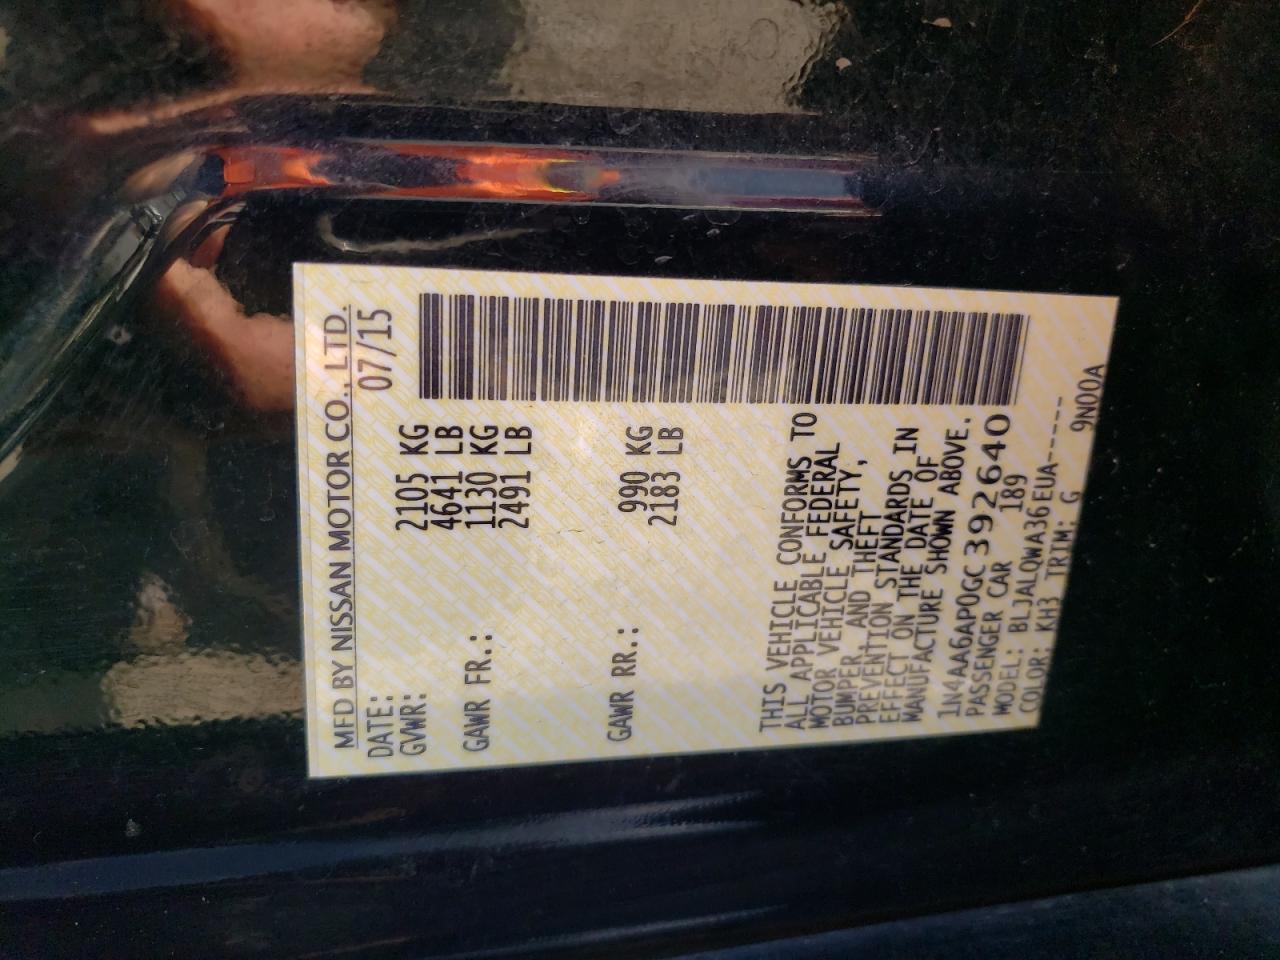 MFD BY NISSAN MOTOR CO., LTD.
DATE: 07/15
GVWR: 2105 KG
4641 LB
GAWR FR.: 1130 KG
2491 LB
GAWR RR.: 990 KG
2183 LB
THIS VEHICLE CONFORMS TO
ALL APPLICABLE FEDERAL
MOTOR VEHICLE SAFETY,
BUMPER, AND THEFT
PREVENTION STANDARDS IN
EFFECT ON THE DATE OF
MANUFACTURE SHOWN ABOVE.
1N4AA6AP0GC392640
PASSENGER CAR 189
MODEL: BLJALQWA36EUA-----
COLOR: KH3 TRIM: G 9N00A